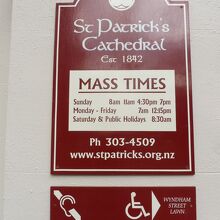 St Patrick's
Cathedral
Est 1842
MASS TIMES
Sunday 8am 11am 4:30pm 7pm
Monday - Friday 7am 12:15pm
Saturday & Public Holidays 8:30am
Ph 303-4509
www.stpatricks.org.nz
WYNDHAM
STREET -
LAWN